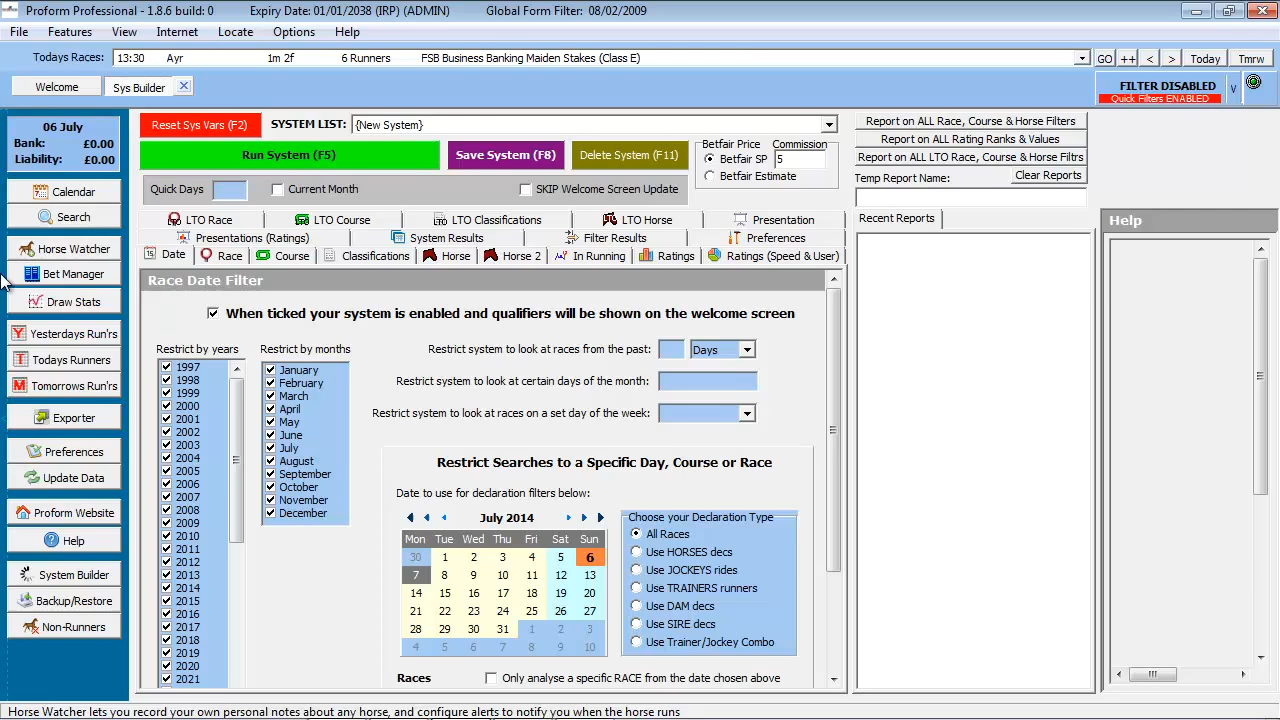 Proform Professional - 1.8.6 build: 0 Expiry Date: 01/01/2038 (IRP) (ADMIN) Global Form Filter: 08/02/2009
File Features View Internet Locate Options Help
Todays Races: 13:30 Ayr 1m 2f 6 Runners FSB Business Banking Maiden Stakes (Class E) GO ++ < > Today Tmrw
Welcome Sys Builder X FILTER DISABLED V
Quick Filters ENABLED
06 July
Bank: £0.00
Liability: £0.00
Calendar
Search
Horse Watcher
Bet Manager
Draw Stats
Yesterdays Run'rs
Todays Runners
Tomorrows Run'rs
Exporter
Preferences
Update Data
Proform Website
Help
System Builder
Backup/Restore
Non-Runners
Reset Sys Vars (F2) SYSTEM LIST: {New System}
Run System (F5) Save System (F8) Delete System (F11)
Betfair Price Commission
Betfair SP 5
Betfair Estimate
Quick Days Current Month SKIP Welcome Screen Update
LTO Race LTO Course LTO Classifications LTO Horse Presentation
Presentations (Ratings) System Results Filter Results Preferences
Date Race Course Classifications Horse Horse 2 In Running Ratings Ratings (Speed & User)
Race Date Filter
When ticked your system is enabled and qualifiers will be shown on the welcome screen
Restrict by years
1997
1998
1999
2000
2001
2002
2003
2004
2005
2006
2007
2008
2009
2010
2011
2012
2013
2014
2015
2016
2017
2018
2019
2020
2021
Restrict by months
January
February
March
April
May
June
July
August
September
October
November
December
Restrict system to look at races from the past: Days
Restrict system to look at certain days of the month:
Restrict system to look at races on a set day of the week:
Restrict Searches to a Specific Day, Course or Race
Date to use for declaration filters below:
July 2014
Mon Tue Wed Thu Fri Sat Sun
30 1 2 3 4 5 6
7 8 9 10 11 12 13
14 15 16 17 18 19 20
21 22 23 24 25 26 27
28 29 30 31 1 2 3
4 5 6 7 8 9 10
Choose your Declaration Type
All Races
Use HORSES decs
Use JOCKEYS rides
Use TRAINERS runners
Use DAM decs
Use SIRE decs
Use Trainer/Jockey Combo
Races Only analyse a specific RACE from the date chosen above
Report on ALL Race, Course & Horse Filters
Report on ALL Rating Ranks & Values
Report on ALL LTO Race, Course & Horse Filtrs
Temp Report Name: Clear Reports
Recent Reports
Help
Horse Watcher lets you record your own personal notes about any horse, and configure alerts to notify you when the horse runs